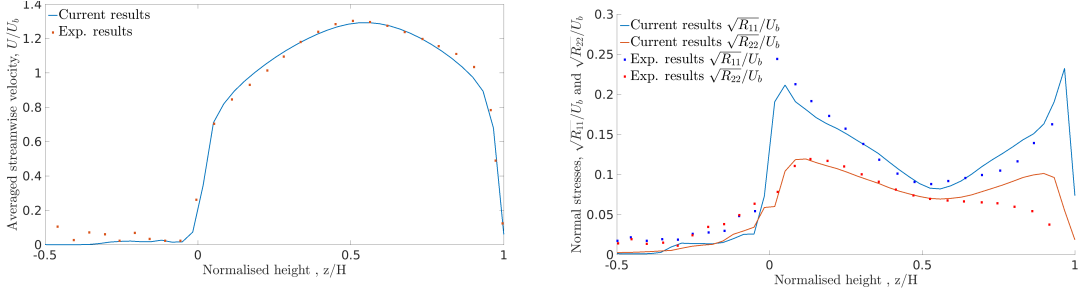 1.4
1.2
1
0.8
0.6
0.4
0.2
0
-0.5
0
0.5
1
Averaged streamwise velocity, U/U_b
Normalised height , z/H
Current results
Exp. results
0.3
0.25
0.2
0.15
0.1
0.05
0
-0.5
0
0.5
1
Normal stresses, √R₁₁/U_b and √R₂₂/U_b
Normalised height , z/H
Current results √R₁₁/U_b
Current results √R₂₂/U_b
Exp. results √R₁₁/U_b
Exp. results √R₂₂/U_b